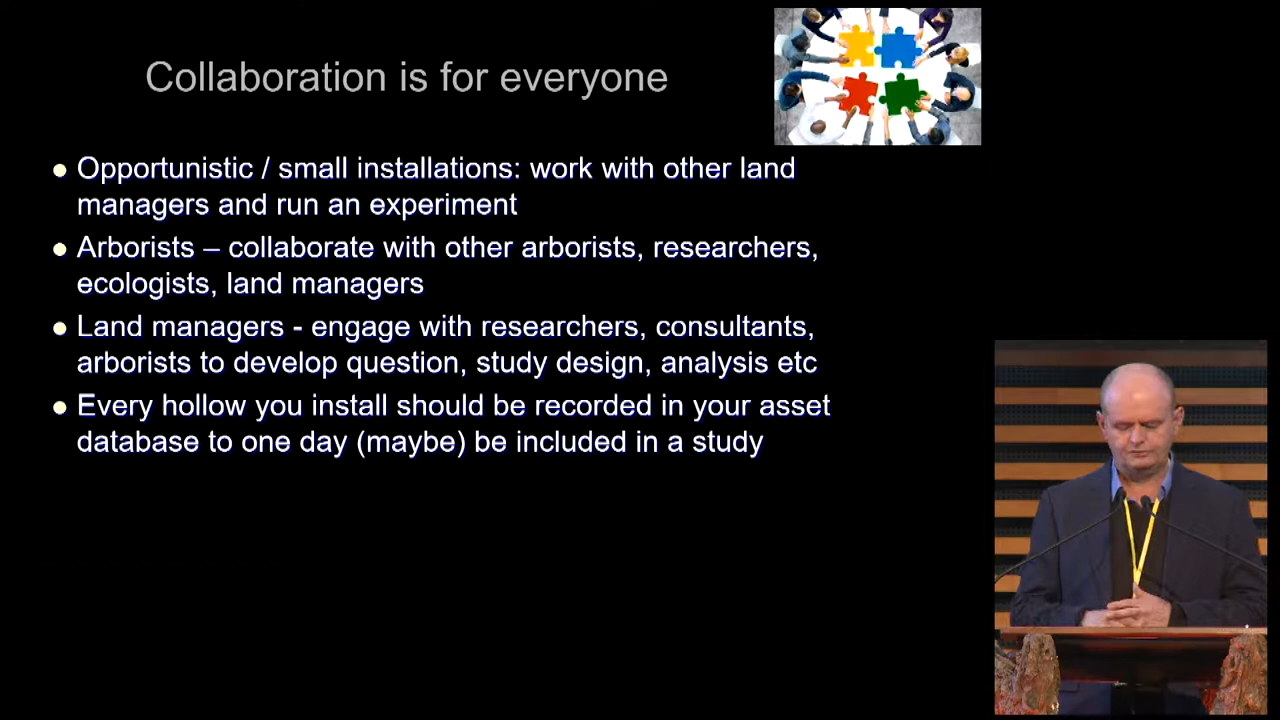 Collaboration is for everyone
● Opportunistic / small installations: work with other land
managers and run an experiment
● Arborists – collaborate with other arborists, researchers,
ecologists, land managers
● Land managers - engage with researchers, consultants,
arborists to develop question, study design, analysis etc
● Every hollow you install should be recorded in your asset
database to one day (maybe) be included in a study